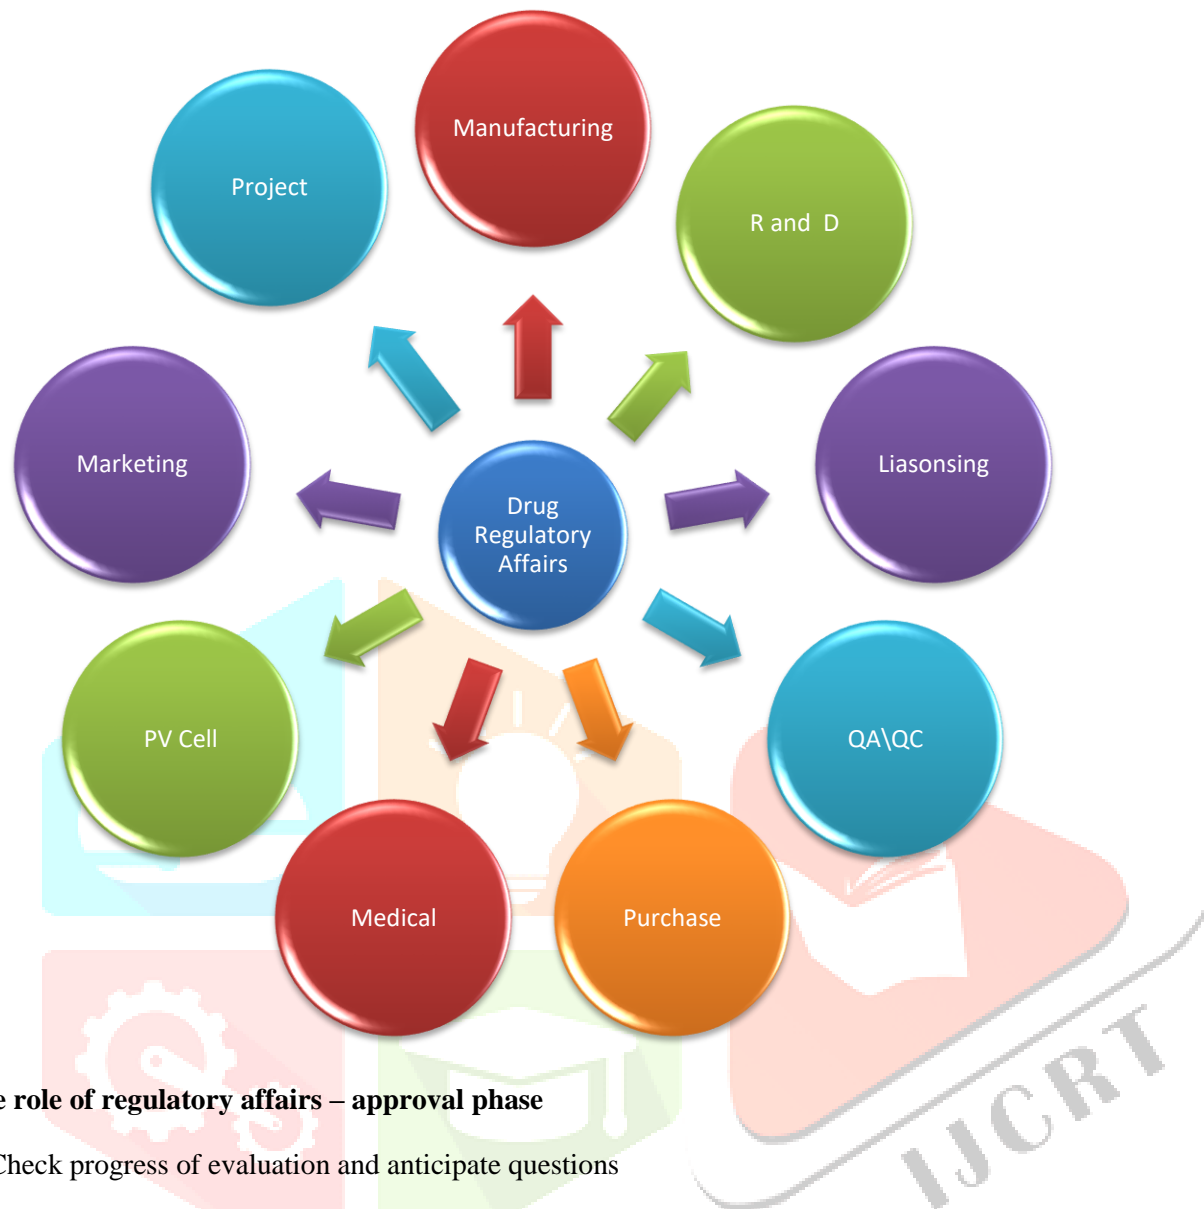 Manufacturing
Project
R and D
Marketing
Liasonsing
Drug
Regulatory
Affairs
PV Cell
QA\QC
Medical
Purchase
role of regulatory affairs – approval phase
Check progress of evaluation and anticipate questions
IJCRT